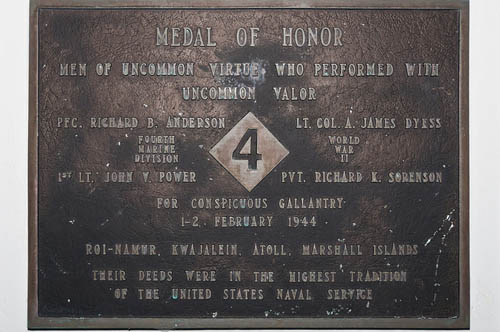 MEDAL OF HONOR
MEN OF UNCOMMON VIRTUE WHO PERFORMED WITH
UNCOMMON VALOR
PFC. RICHARD B. ANDERSON LT. COL. A. JAMES DYESS
FOURTH
MARINE
DIVISION
4
WORLD
WAR
II
1ST LT. JOHN V. POWER PVT. RICHARD K. SORENSON
FOR CONSPICUOUS GALLANTRY
1-2 FEBRUARY 1944
ROI-NAMUR, KWAJALEIN, ATOLL, MARSHALL ISLANDS
THEIR DEEDS WERE IN THE HIGHEST TRADITION
OF THE UNITED STATES NAVAL SERVICE